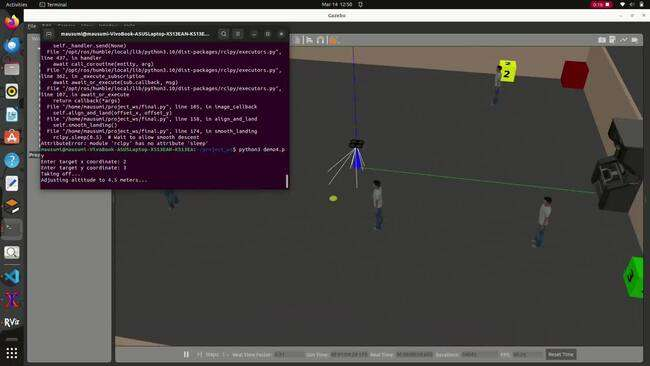 Activities
Terminal
Mar 14 12:50
0:16
Gazebo
mausumi@mausumi-VivoBook-ASUSLaptop-K513EAN-K513E...
self._handler.send(None)
File "/opt/ros/humble/local/lib/python3.10/dist-packages/rclpy/executors.py",
line 437, in handler
await call_coroutine(entity, arg)
File "/opt/ros/humble/local/lib/python3.10/dist-packages/rclpy/executors.py",
line 362, in _execute_subscription
await await_or_execute(sub.callback, msg)
File "/opt/ros/humble/local/lib/python3.10/dist-packages/rclpy/executors.py",
line 107, in await_or_execute
return callback(*args)
File "/home/mausumi/project_ws/final.py", line 105, in image_callback
self.align_and_land(offset_x, offset_y)
File "/home/mausumi/project_ws/final.py", line 158, in align_and_land
self.smooth_landing()
File "/home/mausumi/project_ws/final.py", line 174, in smooth_landing
rclpy.sleep(0.5) # Wait to allow smooth descent
AttributeError: module 'rclpy' has no attribute 'sleep'
mausumi@mausumi-VivoBook-ASUSLaptop-K513EAN-K513EA:~/project_ws$ python3 demo4.p
y
Enter target x coordinate: 2
Enter target y coordinate: 3
Taking off...
Adjusting altitude to 4.5 meters...
2
RViz
Steps:
Real Time Factor:
Sim Time:
Real Time:
Iterations:
FPS:
Reset Time